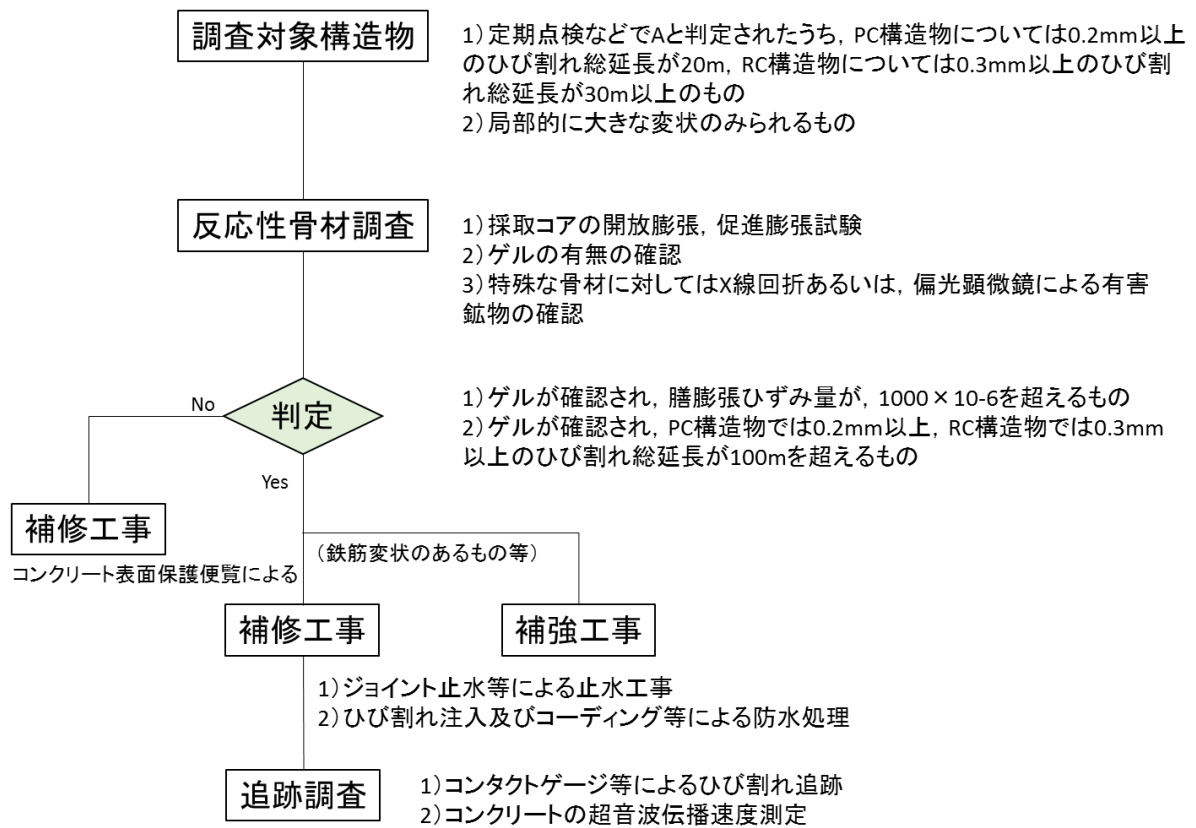 調査対象構造物
1)定期点検などでAと判定されたうち，PC構造物については0.2mm以上
のひび割れ総延長が20m，RC構造物については0.3mm以上のひび割
れ総延長が30m以上のもの
2)局部的に大きな変状のみられるもの
反応性骨材調査
1)採取コアの開放膨張，促進膨張試験
2)ゲルの有無の確認
3)特殊な骨材に対してはX線回折あるいは，偏光顕微鏡による有害
鉱物の確認
No
判定
1)ゲルが確認され，膳膨張ひずみ量が，1000×10-6を超えるもの
2)ゲルが確認され，PC構造物では0.2mm以上，RC構造物では0.3mm
以上のひび割れ総延長が100mを超えるもの
Yes
補修工事
コンクリート表面保護便覧による
(鉄筋変状のあるもの等)
補修工事
補強工事
1)ジョイント止水等による止水工事
2)ひび割れ注入及びコーディング等による防水処理
追跡調査
1)コンタクトゲージ等によるひび割れ追跡
2)コンクリートの超音波伝播速度測定